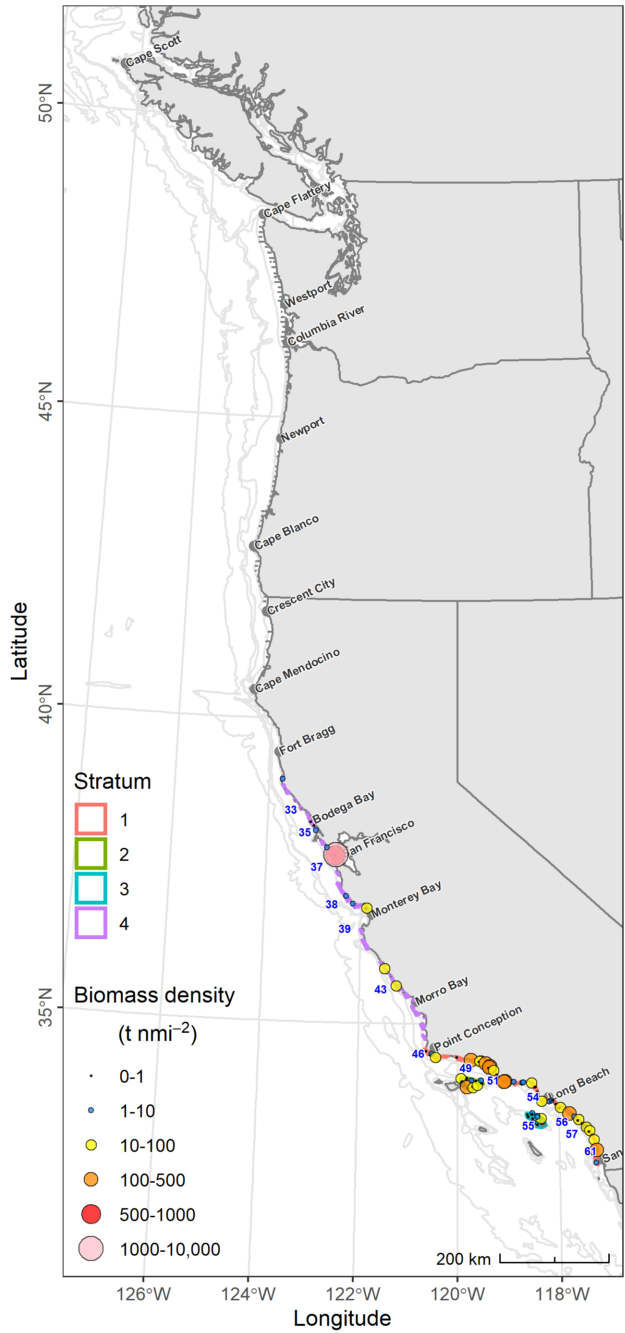 Cape Scott
50°N
Cape Flattery
Westport
Columbia River
45°N
Newport
Cape Blanco
Crescent City
Latitude
Cape Mendocino
40°N
Fort Bragg
Stratum
33
Bodega Bay
1
35
2
San Francisco
37
3
38
4
Monterey Bay
39
43
Biomass density
Morro Bay
35°N
(t nmi−2)
Point Conception
46
49
0-1
51
1-10
54
Long Beach
55
56
57
10-100
61
San
100-500
500-1000
1000-10,000
200 km
126°W
124°W
122°W
120°W
118°W
Longitude